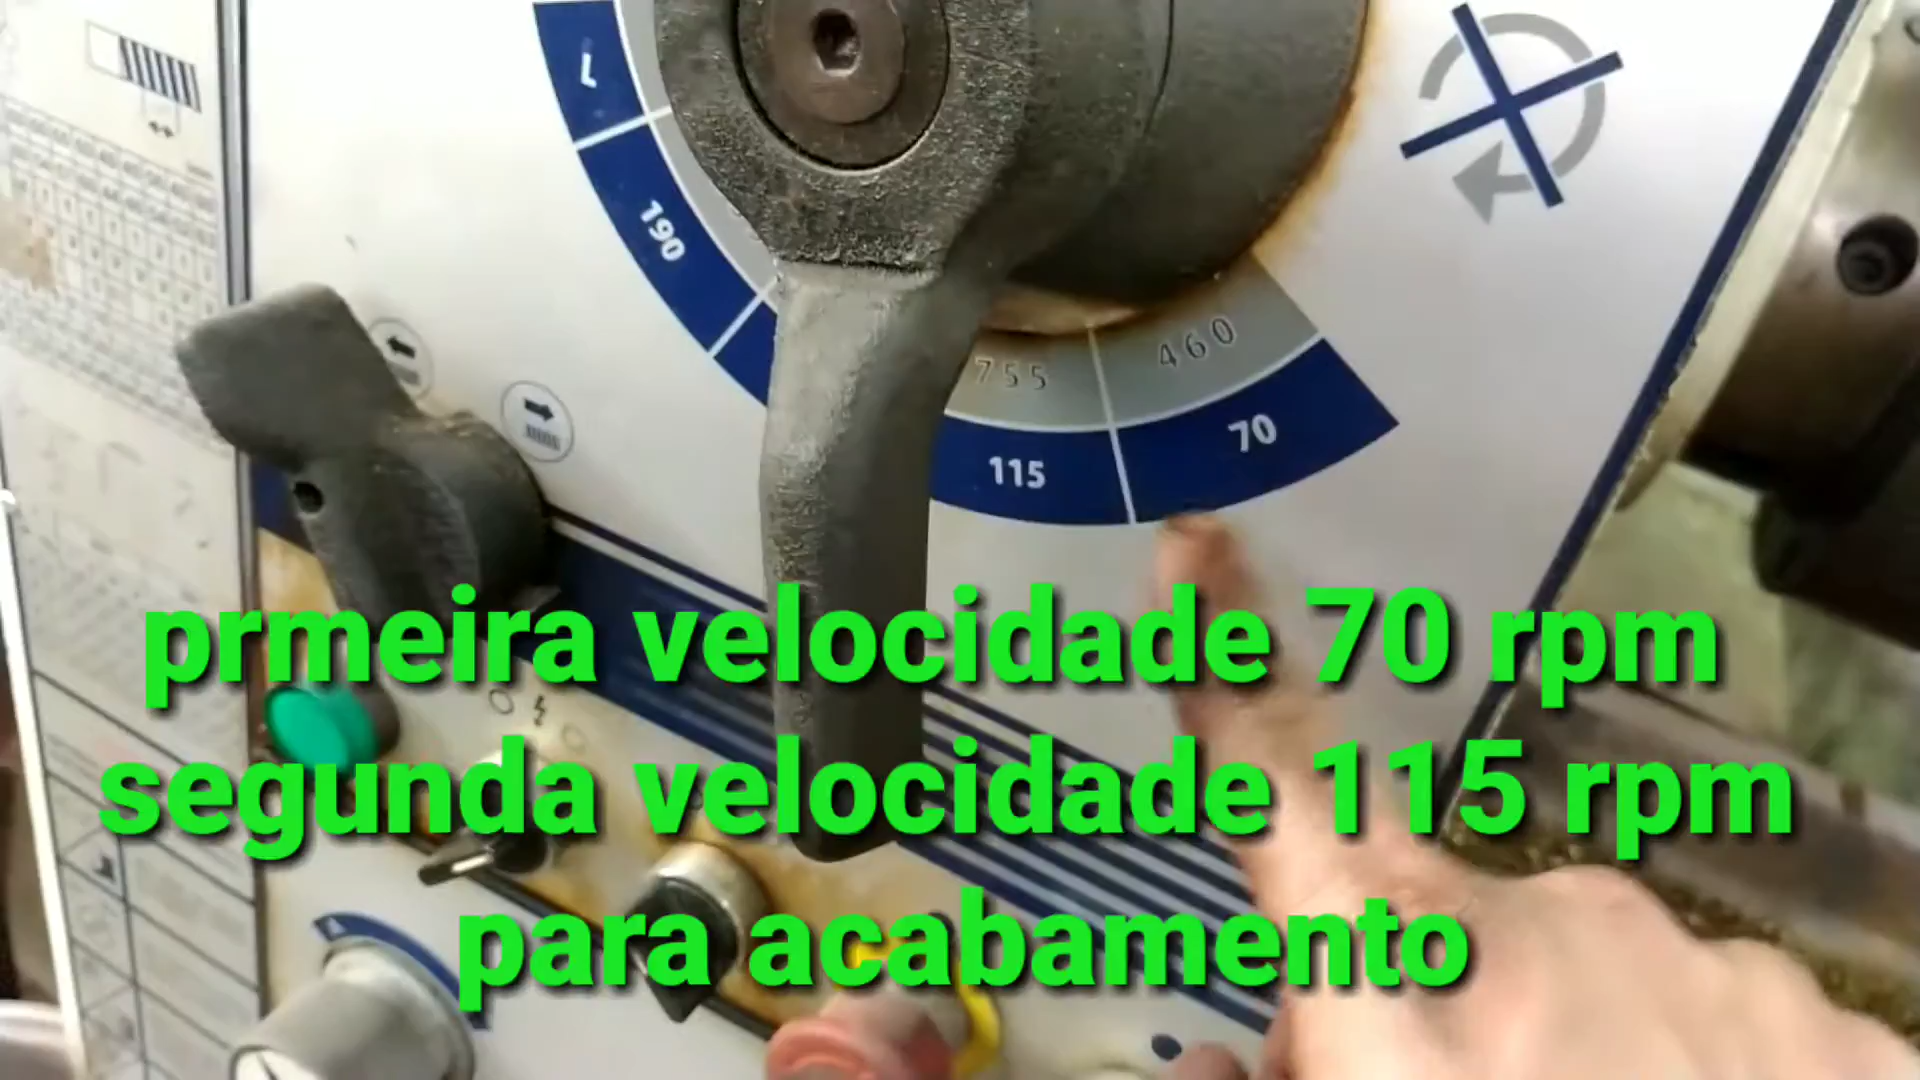 190
755
460
115
70
prmeira velocidade 70 rpm
segunda velocidade 115 rpm
para acabamento